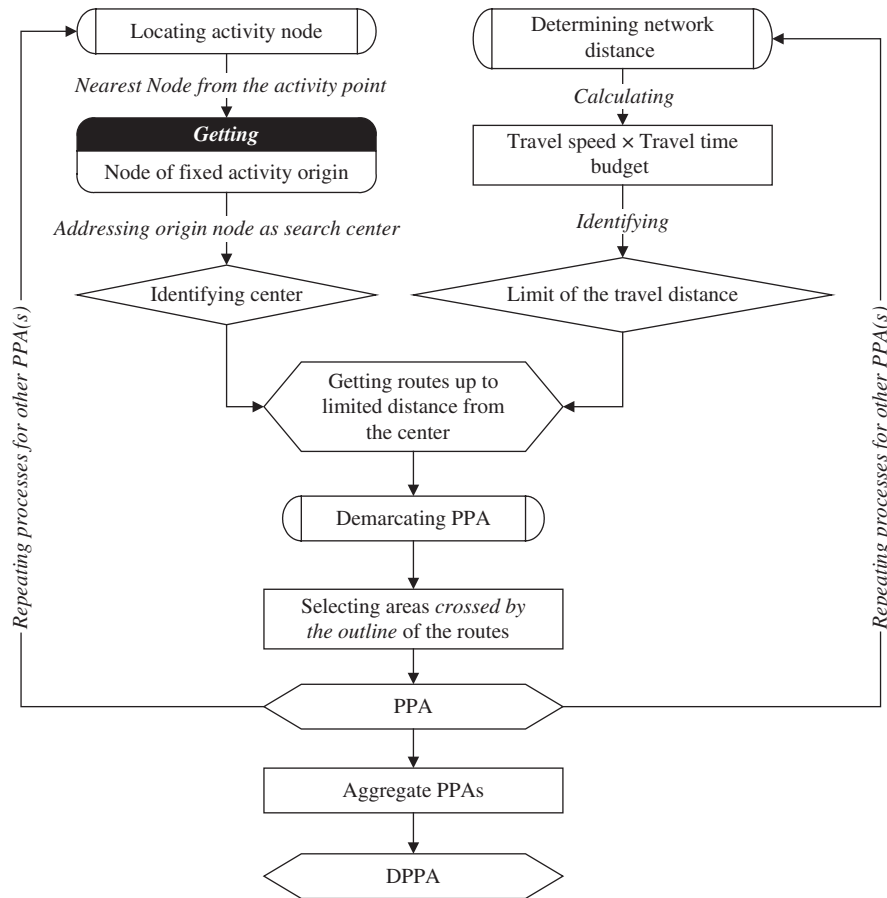 Locating activity node
Nearest Node from the activity point
Getting
Node of fixed activity origin
Addressing origin node as search center
Identifying center
Determining network
distance
Calculating
Travel speed × Travel time
budget
Identifying
Limit of the travel distance
Getting routes up to
limited distance from
the center
Demarcating PPA
Selecting areas crossed by
the outline of the routes
PPA
Aggregate PPAs
DPPA
Repeating processes for other PPA(s)
Repeating processes for other PPA(s)